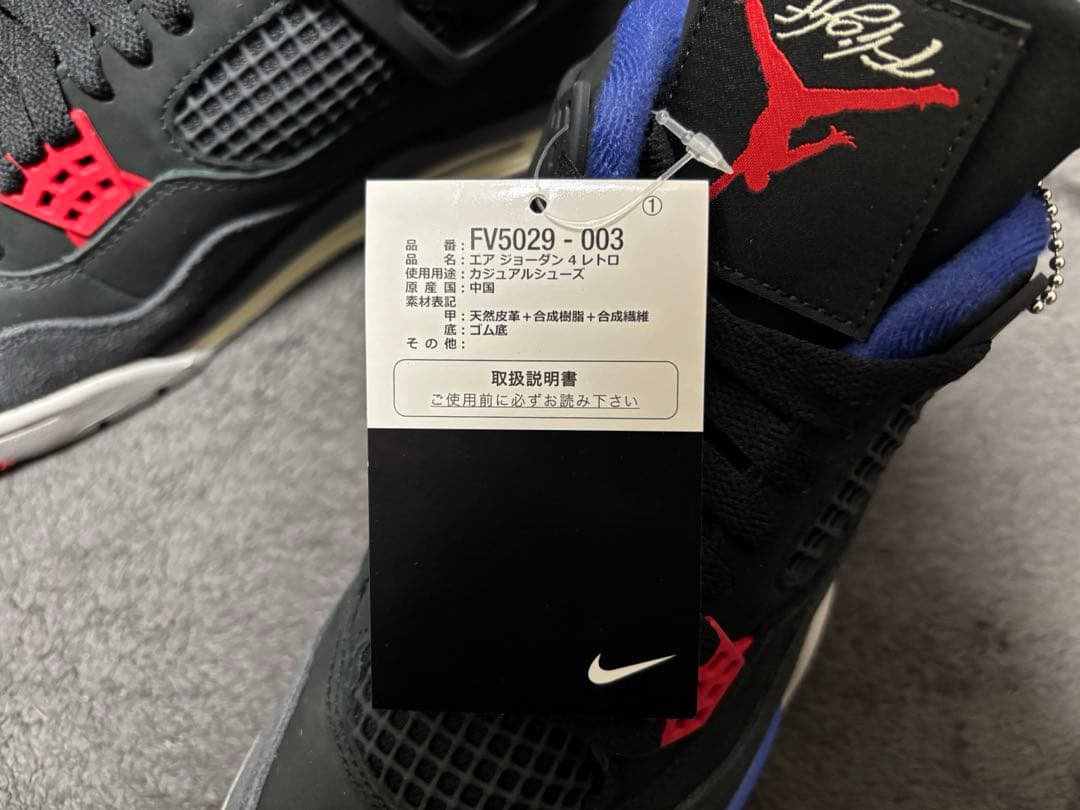 Flight
①
品 番 : FV5029 - 003
品 名 : エア ジョーダン 4 レトロ
使用用途 : カジュアルシューズ
原 産 国 : 中国
素材表記
甲 : 天然皮革＋合成樹脂＋合成繊維
底 : ゴム底
そ の 他 :
取扱説明書
ご使用前に必ずお読み下さい